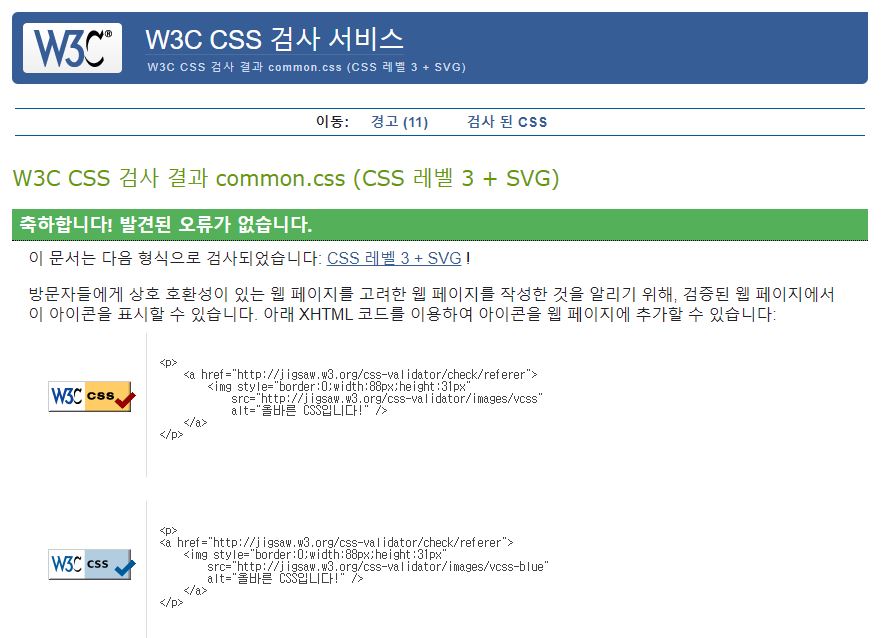 W3C® W3C CSS 검사 서비스
W3C CSS 검사 결과 common.css (CSS 레벨 3 + SVG)
이동: 경고 (11) 검사 된 CSS
W3C CSS 검사 결과 common.css (CSS 레벨 3 + SVG)
축하합니다! 발견된 오류가 없습니다.
이 문서는 다음 형식으로 검사되었습니다: CSS 레벨 3 + SVG !
방문자들에게 상호 호환성이 있는 웹 페이지를 고려한 웹 페이지를 작성한 것을 알리기 위해, 검증된 웹 페이지에서
이 아이콘을 표시할 수 있습니다. 아래 XHTML 코드를 이용하여 아이콘을 웹 페이지에 추가할 수 있습니다:
W3C css
<p>
<a href="http://jigsaw.w3.org/css-validator/check/referer">
<img style="border:0;width:88px;height:31px"
src="http://jigsaw.w3.org/css-validator/images/vcss"
alt="올바른 CSS입니다!" />
</a>
</p>
W3C css
<p>
<a href="http://jigsaw.w3.org/css-validator/check/referer">
<img style="border:0;width:88px;height:31px"
src="http://jigsaw.w3.org/css-validator/images/vcss-blue"
alt="올바른 CSS입니다!" />
</a>
</p>